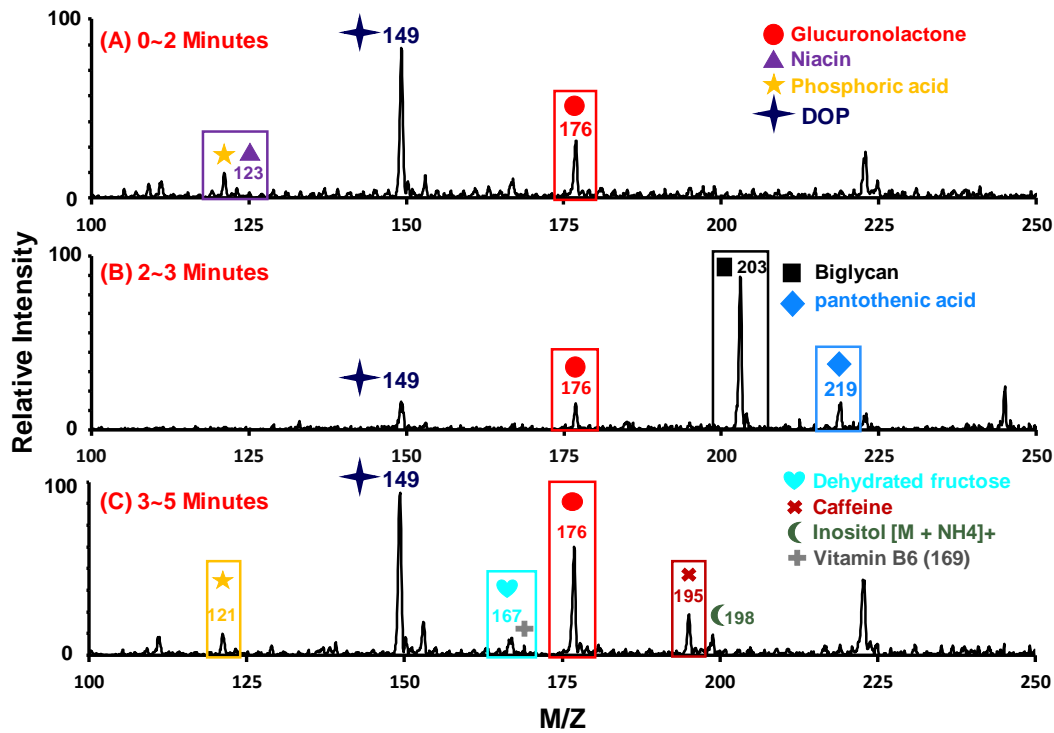 100
(A) 0~2 Minutes
149
Glucuronolactone
Niacin
Phosphoric acid
DOP
176
123
0
100
125
150
175
200
225
250
Relative Intensity
100
(B) 2~3 Minutes
203
Biglycan
pantothenic acid
149
176
219
0
100
125
150
175
200
225
250
100
(C) 3~5 Minutes
149
Dehydrated fructose
Caffeine
Inositol [M + NH4]+
Vitamin B6 (169)
176
121
167
195
198
0
100
125
150
175
200
225
250
M/Z